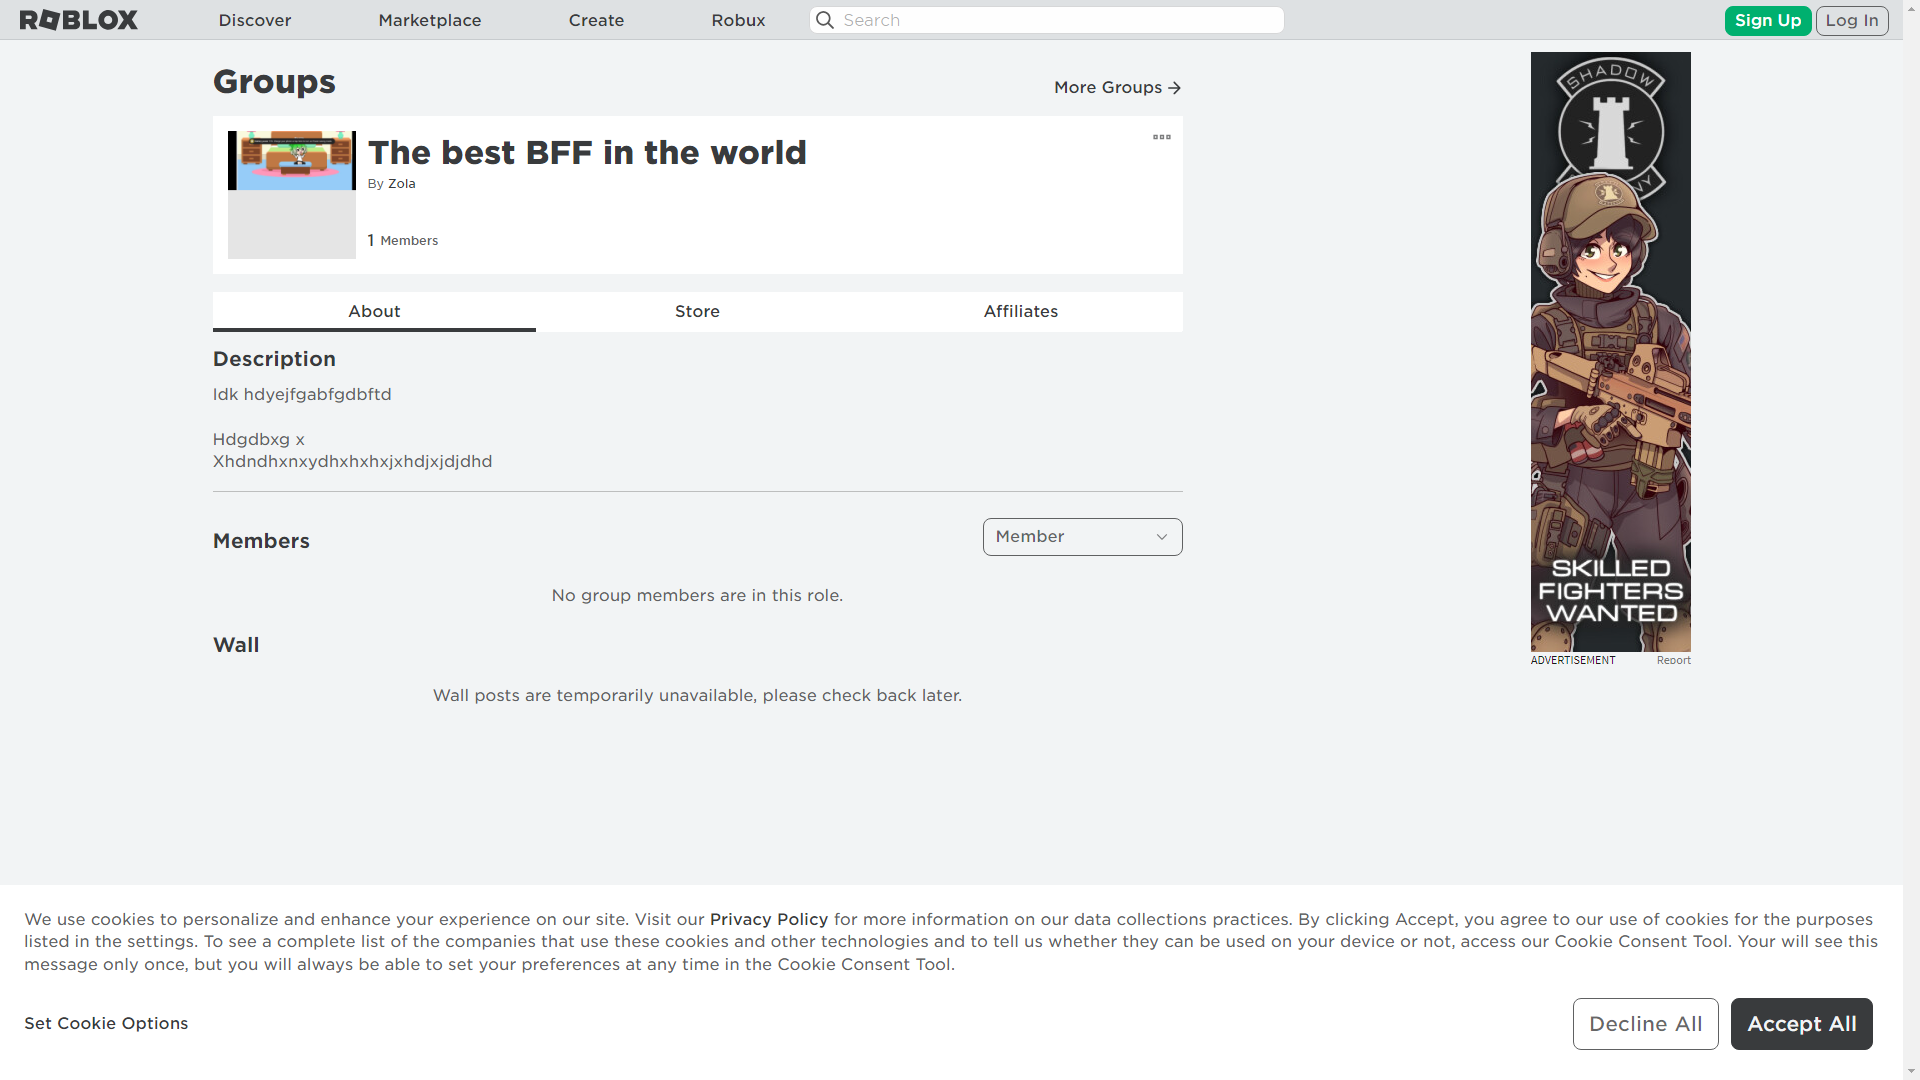 ROBLOX
Discover
Marketplace
Create
Robux
Search
Sign Up
Log In
Groups
More Groups
The best BFF in the world
By Zola
1 Members
About
Store
Affiliates
Description
Idk hdyejfgabfgdbftd
Hdgdbxg x
Xhdndhxnxydhxhxhxjxhdjxjdjdhd
Members
Member
No group members are in this role.
Wall
Wall posts are temporarily unavailable, please check back later.
SHADOW
SKILLED
FIGHTERS
WANTED
ADVERTISEMENT
Report
We use cookies to personalize and enhance your experience on our site. Visit our Privacy Policy for more information on our data collections practices. By clicking Accept, you agree to our use of cookies for the purposes
listed in the settings. To see a complete list of the companies that use these cookies and other technologies and to tell us whether they can be used on your device or not, access our Cookie Consent Tool. Your will see this
message only once, but you will always be able to set your preferences at any time in the Cookie Consent Tool.
Set Cookie Options
Decline All
Accept All